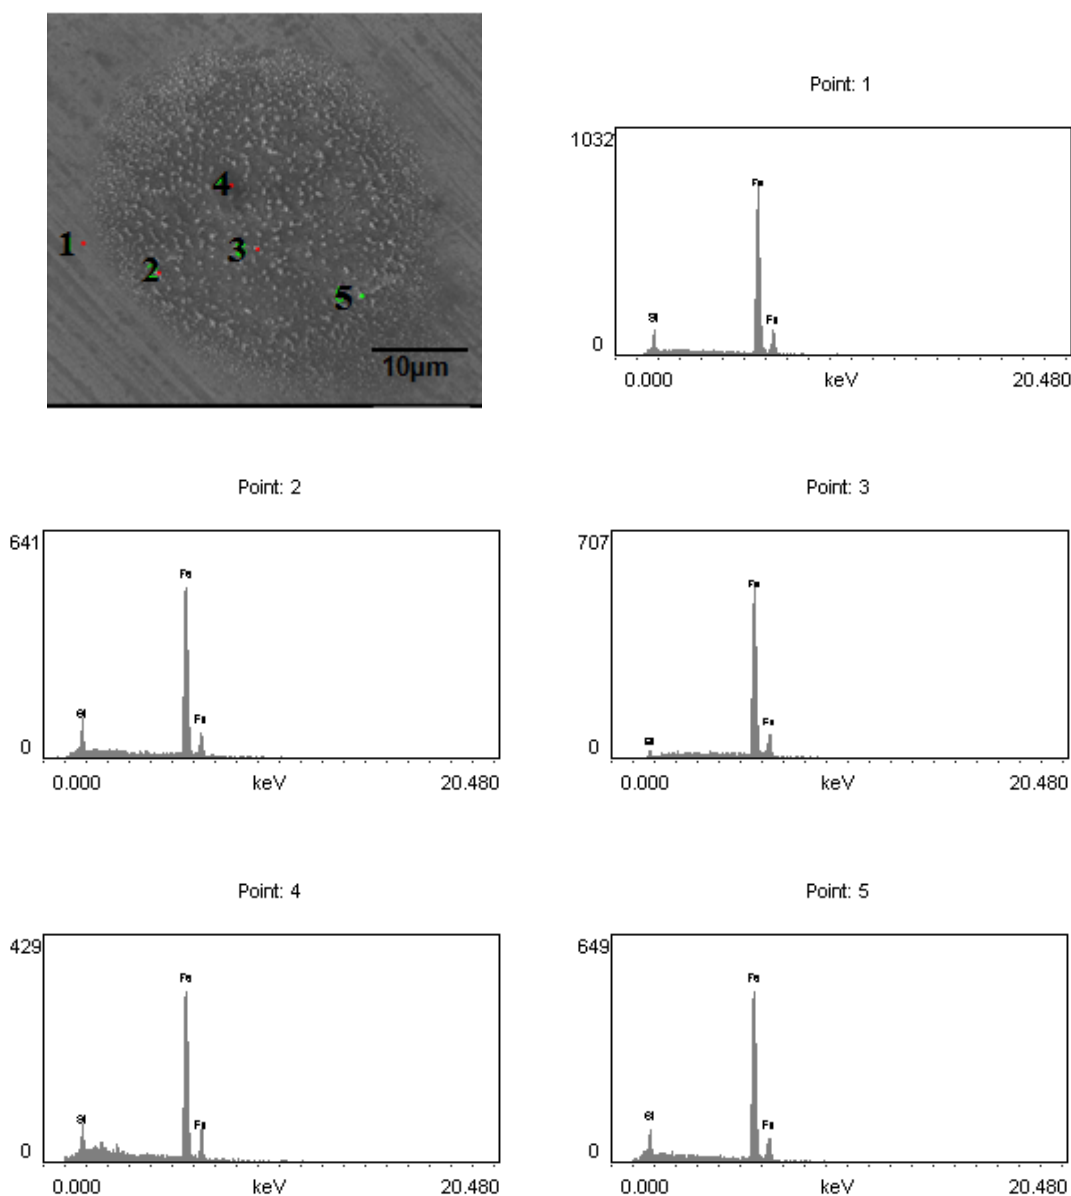 4
1
3
2
5
10µm
Point: 1
1032
Fe
Si
Fe
0
0.000 keV 20.480
Point: 2
641
Fe
Si
Fe
0
0.000 keV 20.480
Point: 3
707
Fe
Si
Fe
0
0.000 keV 20.480
Point: 4
429
Fe
Si
Fe
0
0.000 keV 20.480
Point: 5
649
Fe
Si
Fe
0
0.000 keV 20.480